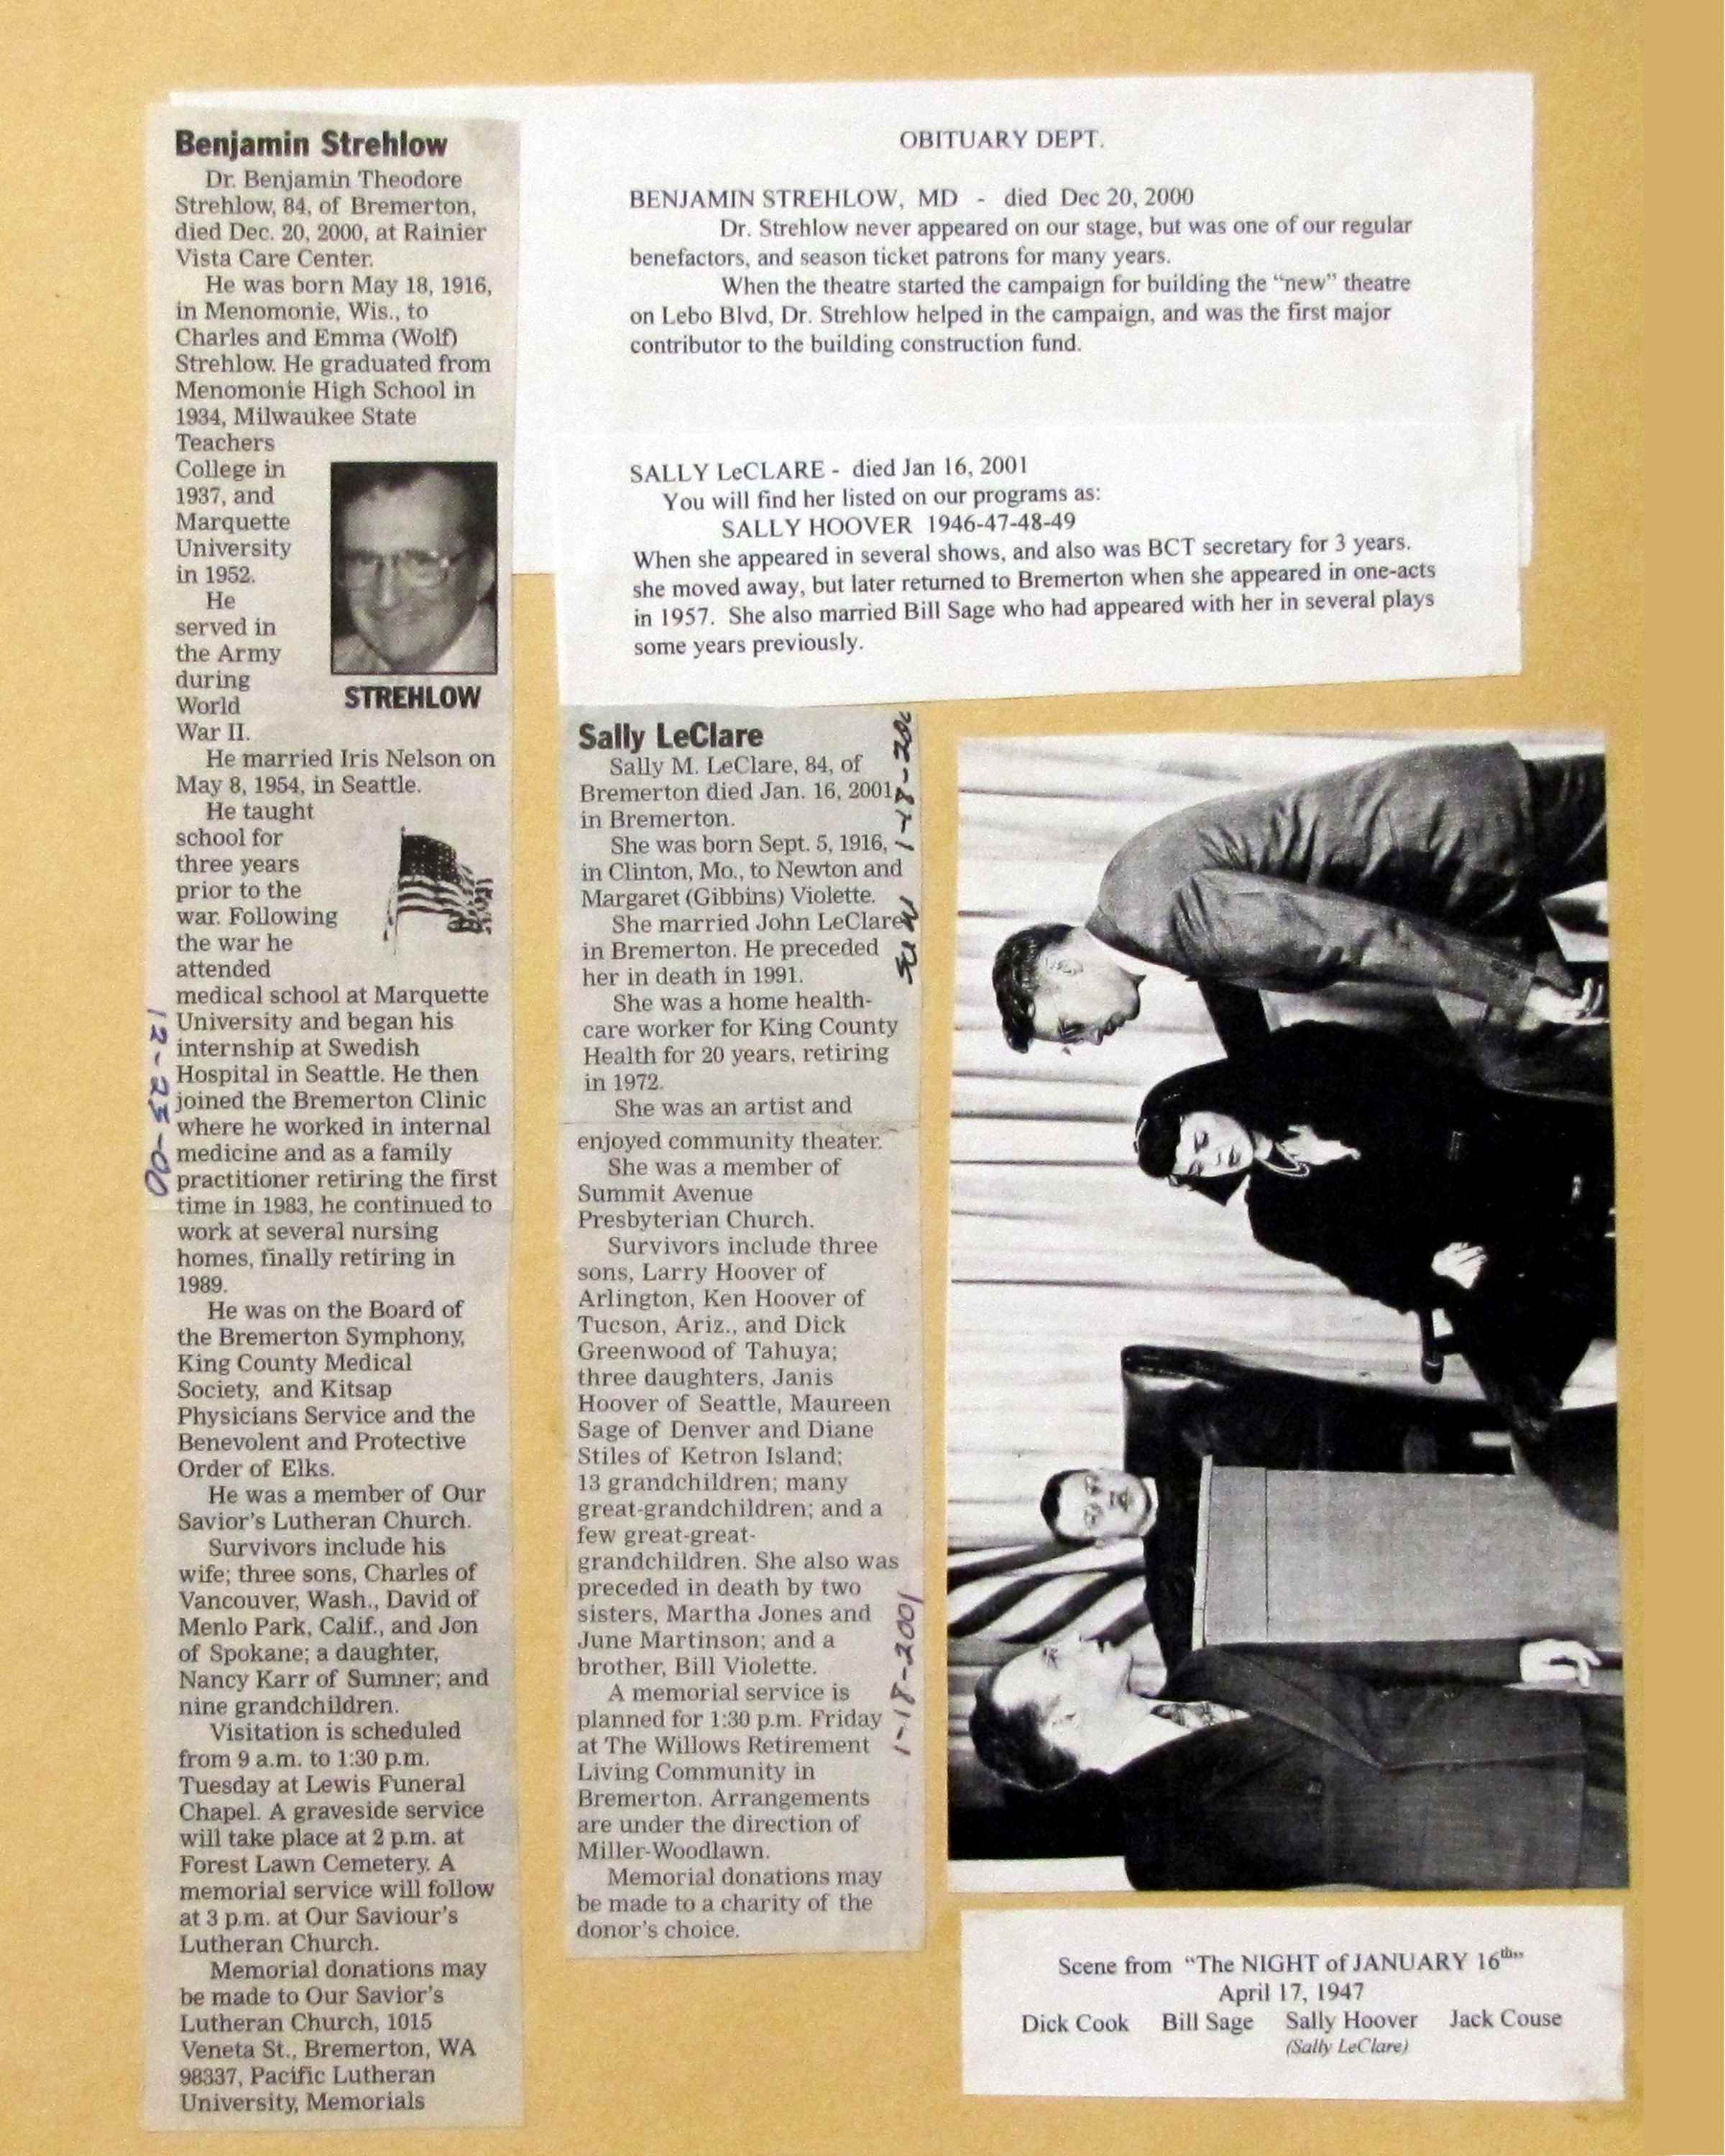 Benjamin Strehlow
Dr. Benjamin Theodore
Strehlow, 84, of Bremerton,
died Dec. 20, 2000, at Rainier
Vista Care Center.
He was born May 18, 1916,
in Menomonie, Wis., to
Charles and Emma (Wolf)
Strehlow. He graduated from
Menomonie High School in
1934, Milwaukee State
Teachers
College in
1937, and
Marquette
University
in 1952.
He
served in
the Army
during
World
War II.
STREHLOW
He married Iris Nelson on
May 8, 1954, in Seattle.
He taught
school for
three years
prior to the
war. Following
the war he
attended
medical school at Marquette
University and began his
internship at Swedish
Hospital in Seattle. He then
joined the Bremerton Clinic
where he worked in internal
medicine and as a family
practitioner retiring the first
time in 1983, he continued to
work at several nursing
homes, finally retiring in
1989.
He was on the Board of
the Bremerton Symphony,
King County Medical
Society, and Kitsap
Physicians Service and the
Benevolent and Protective
Order of Elks.
He was a member of Our
Savior's Lutheran Church.
Survivors include his
wife; three sons, Charles of
Vancouver, Wash., David of
Menlo Park, Calif., and Jon
of Spokane; a daughter,
Nancy Karr of Sumner; and
nine grandchildren.
Visitation is scheduled
from 9 a.m. to 1:30 p.m.
Tuesday at Lewis Funeral
Chapel. A graveside service
will take place at 2 p.m. at
Forest Lawn Cemetery. A
memorial service will follow
at 3 p.m. at Our Saviour's
Lutheran Church.
Memorial donations may
be made to Our Savior's
Lutheran Church, 1015
Veneta St., Bremerton, WA
98337, Pacific Lutheran
University, Memorials
12-23-00
OBITUARY DEPT.
BENJAMIN STREHLOW, MD - died Dec 20, 2000
Dr. Strehlow never appeared on our stage, but was one of our regular
benefactors, and season ticket patrons for many years.
When the theatre started the campaign for building the "new" theatre
on Lebo Blvd, Dr. Strehlow helped in the campaign, and was the first major
contributor to the building construction fund.
SALLY LeCLARE - died Jan 16, 2001
You will find her listed on our programs as:
SALLY HOOVER 1946-47-48-49
When she appeared in several shows, and also was BCT secretary for 3 years.
she moved away, but later returned to Bremerton when she appeared in one-acts
in 1957. She also married Bill Sage who had appeared with her in several plays
some years previously.
Sally LeClare
Sally M. LeClare, 84, of
Bremerton died Jan. 16, 2001,
in Bremerton.
She was born Sept. 5, 1916,
in Clinton, Mo., to Newton and
Margaret (Gibbins) Violette.
She married John LeClare
in Bremerton. He preceded
her in death in 1991.
She was a home health-
care worker for King County
Health for 20 years, retiring
in 1972.
She was an artist and
enjoyed community theater.
She was a member of
Summit Avenue
Presbyterian Church.
Survivors include three
sons, Larry Hoover of
Arlington, Ken Hoover of
Tucson, Ariz., and Dick
Greenwood of Tahuya;
three daughters, Janis
Hoover of Seattle, Maureen
Sage of Denver and Diane
Stiles of Ketron Island;
13 grandchildren; many
great-grandchildren; and a
few great-great-
grandchildren. She also was
preceded in death by two
sisters, Martha Jones and
June Martinson; and a
brother, Bill Violette.
A memorial service is
planned for 1:30 p.m. Friday
at The Willows Retirement
Living Community in
Bremerton. Arrangements
are under the direction of
Miller-Woodlawn.
Memorial donations may
be made to a charity of the
donor's choice.
1-18-2001
Scene from "The NIGHT of JANUARY 16th"
April 17, 1947
Dick Cook Bill Sage Sally Hoover Jack Couse
(Sally LeClare)